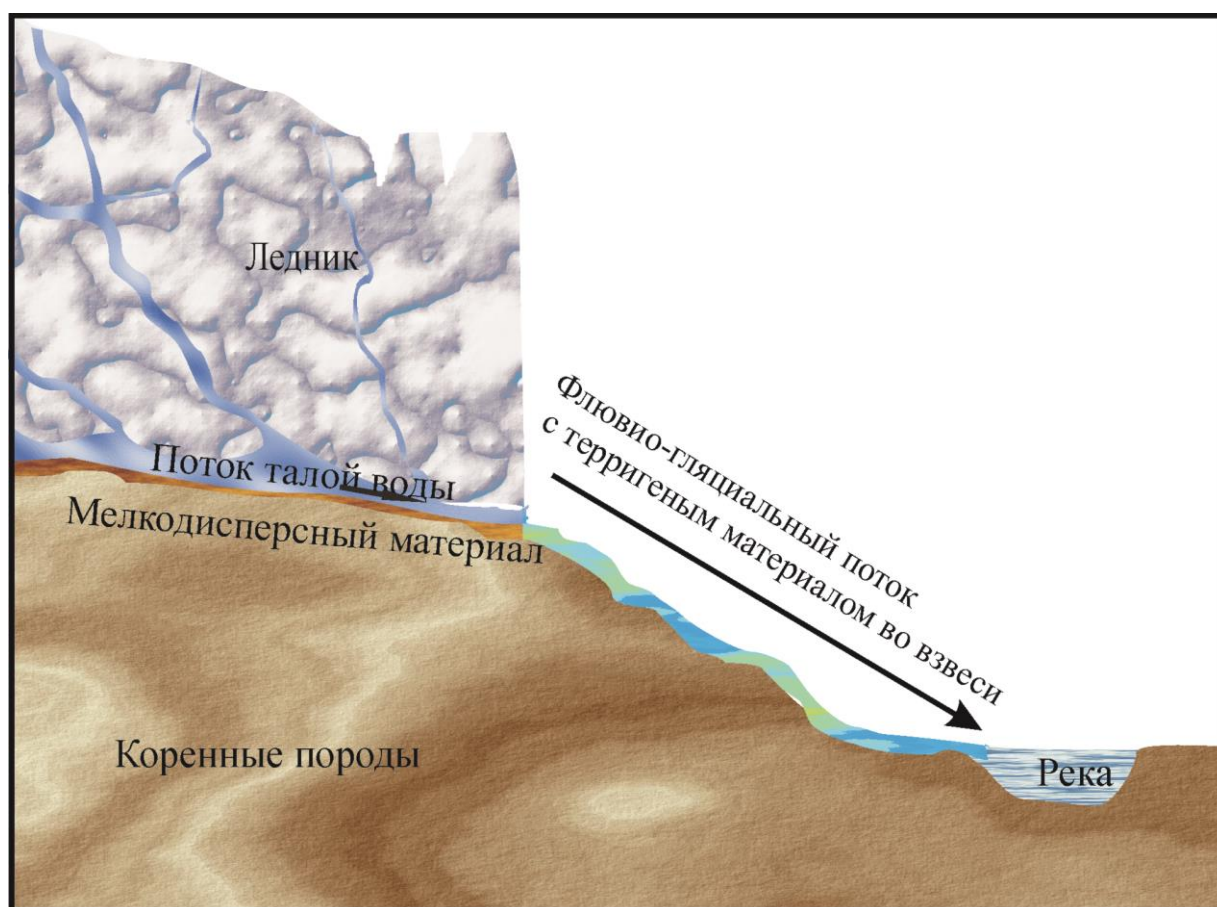 Ледник
Поток талой воды
Мелкодисперсный материал
Флювио-гляциальный поток
с терригеным материалом во взвеси
Коренные породы
Река